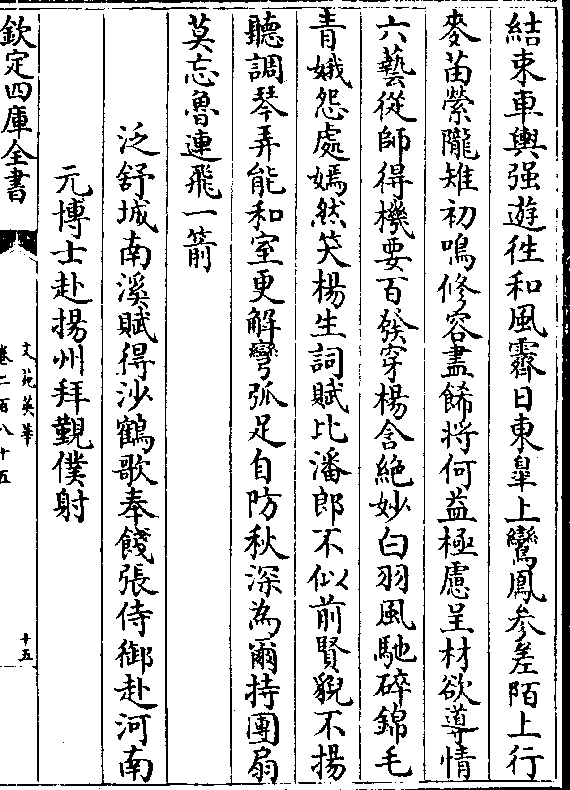 結束車輿强遊徃和風霽日東臯上鸞鳳參差陌上行
麥苗縈隴雉初鳴修容盡餙将何益極慮呈材欲導情
六藝從師得機要百發穿楊含絶妙白羽風馳碎錦毛
青娥怨處嫣然笑楊生詞賦比潘郎不似前賢貎不揚
聽調琴弄能和室更解彎弧足自防秋深為爾持團扇
莫忘魯連飛一箭
泛舒城南溪賦得沙鶴歌奉餞張侍御赴河南
元博士赴揚州拜覲僕射
欽定四庫全書
文苑英華
卷二百八十五
十五